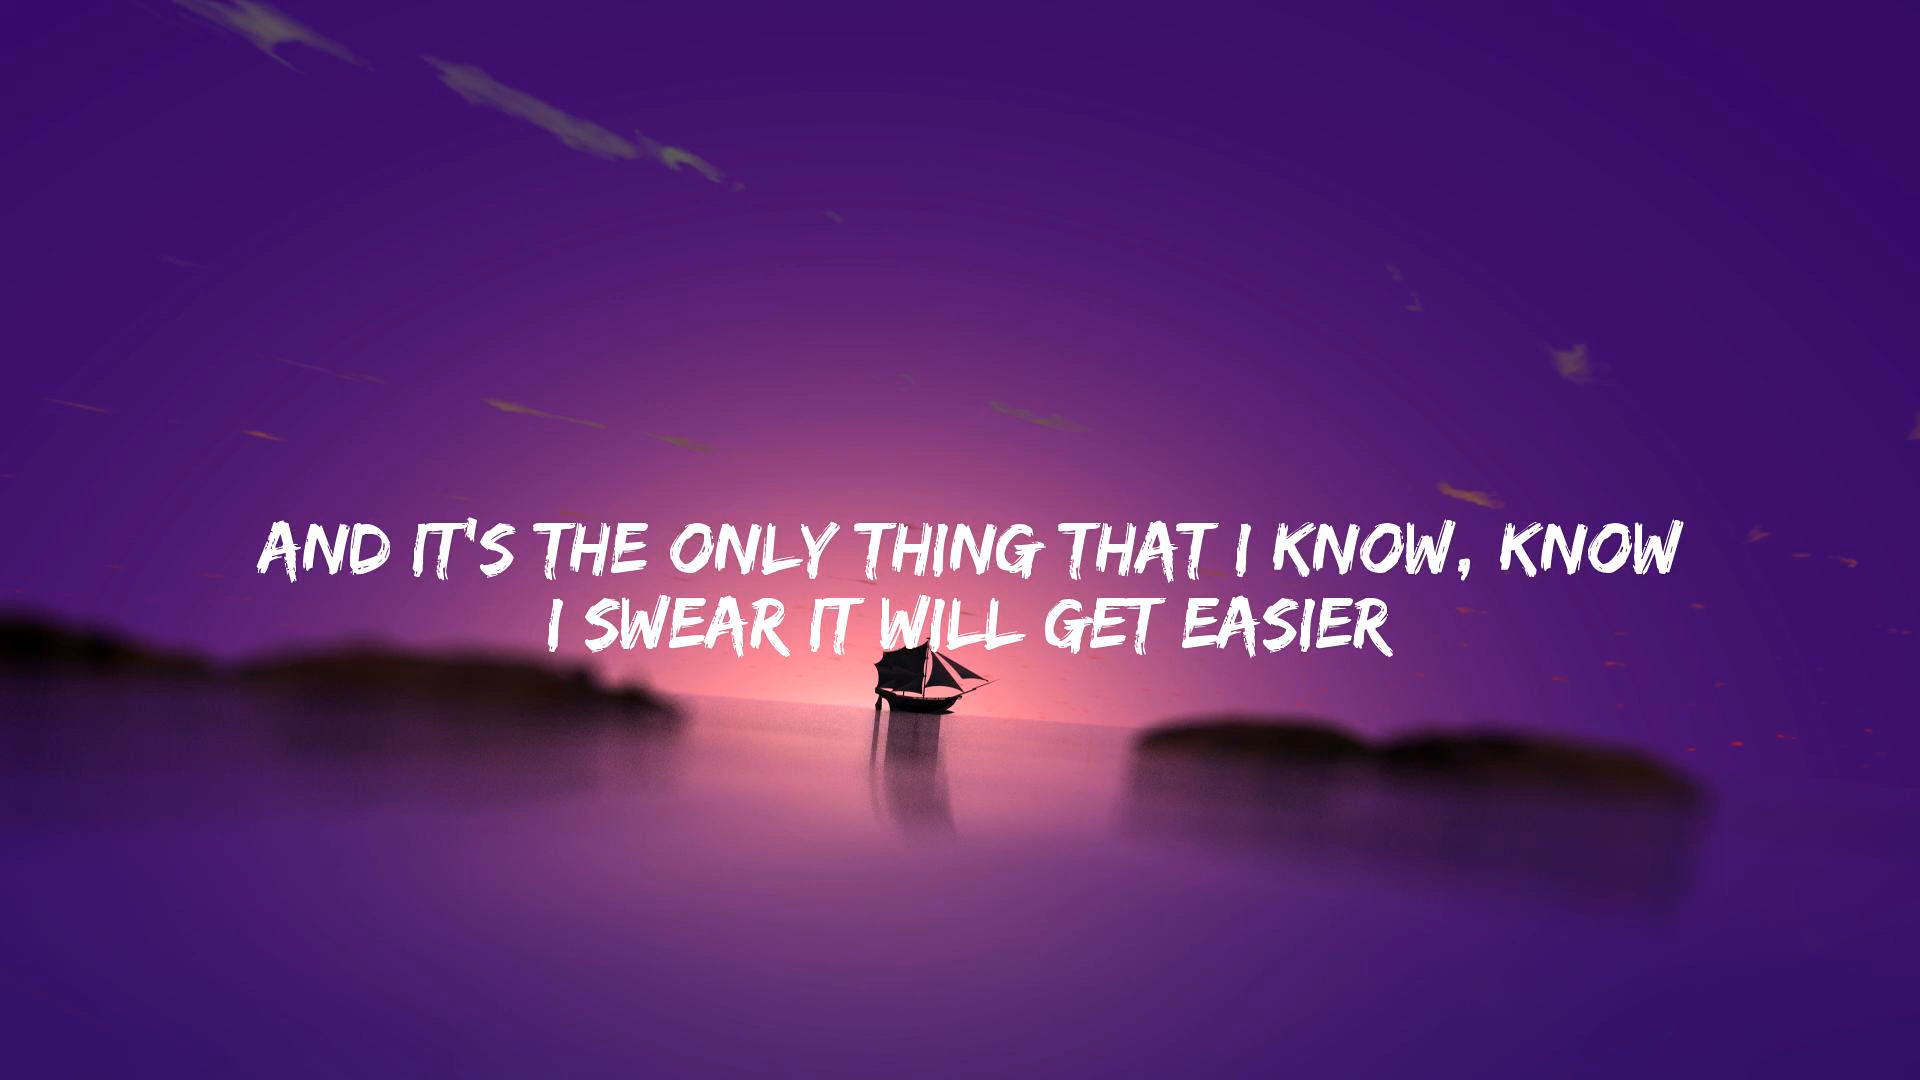 AND IT'S THE ONLY THING THAT I KNOW, KNOW
I SWEAR IT WILL GET EASIER